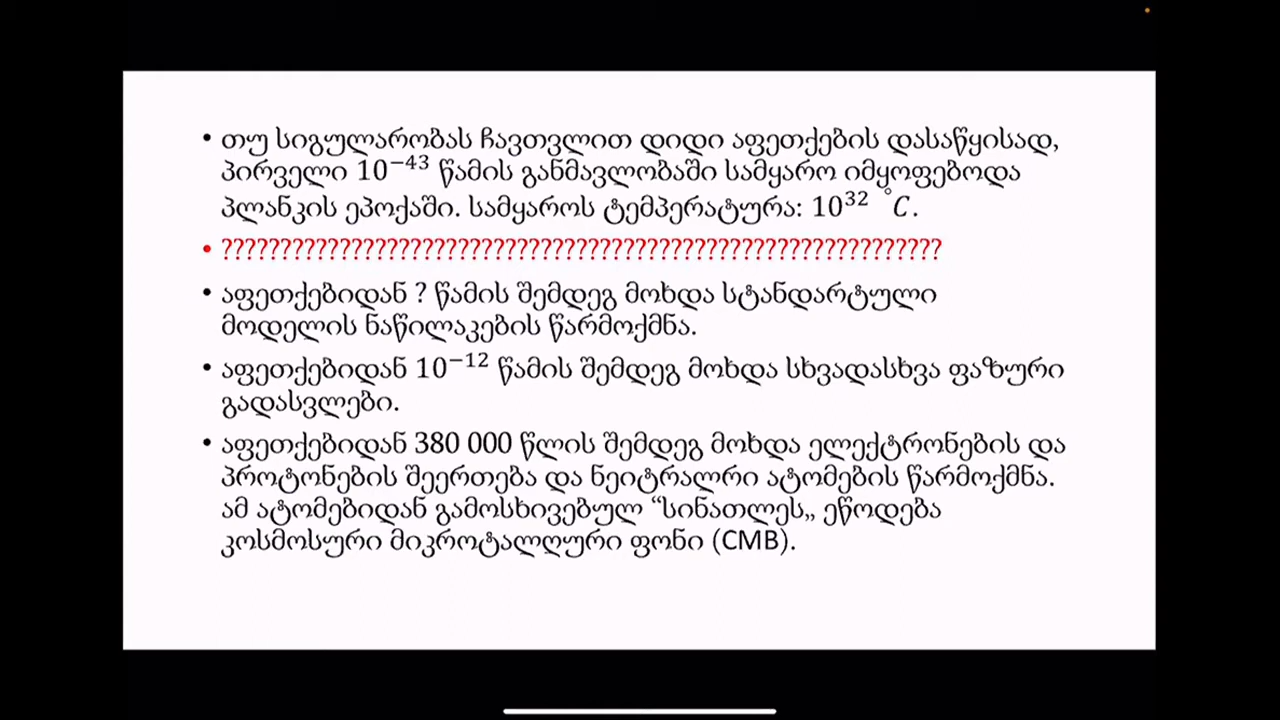 • თუ სიგულარობას ჩავთვლით დიდი აფეთქების დასაწყისად,
პირველი 10⁻⁴³ წამის განმავლობაში სამყარო იმყოფებოდა
პლანკის ეპოქაში. სამყაროს ტემპერატურა: 10³² °C.
• ?????????????????????????????????????????????????????????????
• აფეთქებიდან ? წამის შემდეგ მოხდა სტანდარტული
მოდელის ნაწილაკების წარმოქმნა.
• აფეთქებიდან 10⁻¹² წამის შემდეგ მოხდა სხვადასხვა ფაზური
გადასვლები.
• აფეთქებიდან 380 000 წლის შემდეგ მოხდა ელექტრონების და
პროტონების შეერთება და ნეიტრალრი ატომების წარმოქმნა.
ამ ატომებიდან გამოსხივებულ “სინათლეს„ ეწოდება
კოსმოსური მიკროტალღური ფონი (CMB).